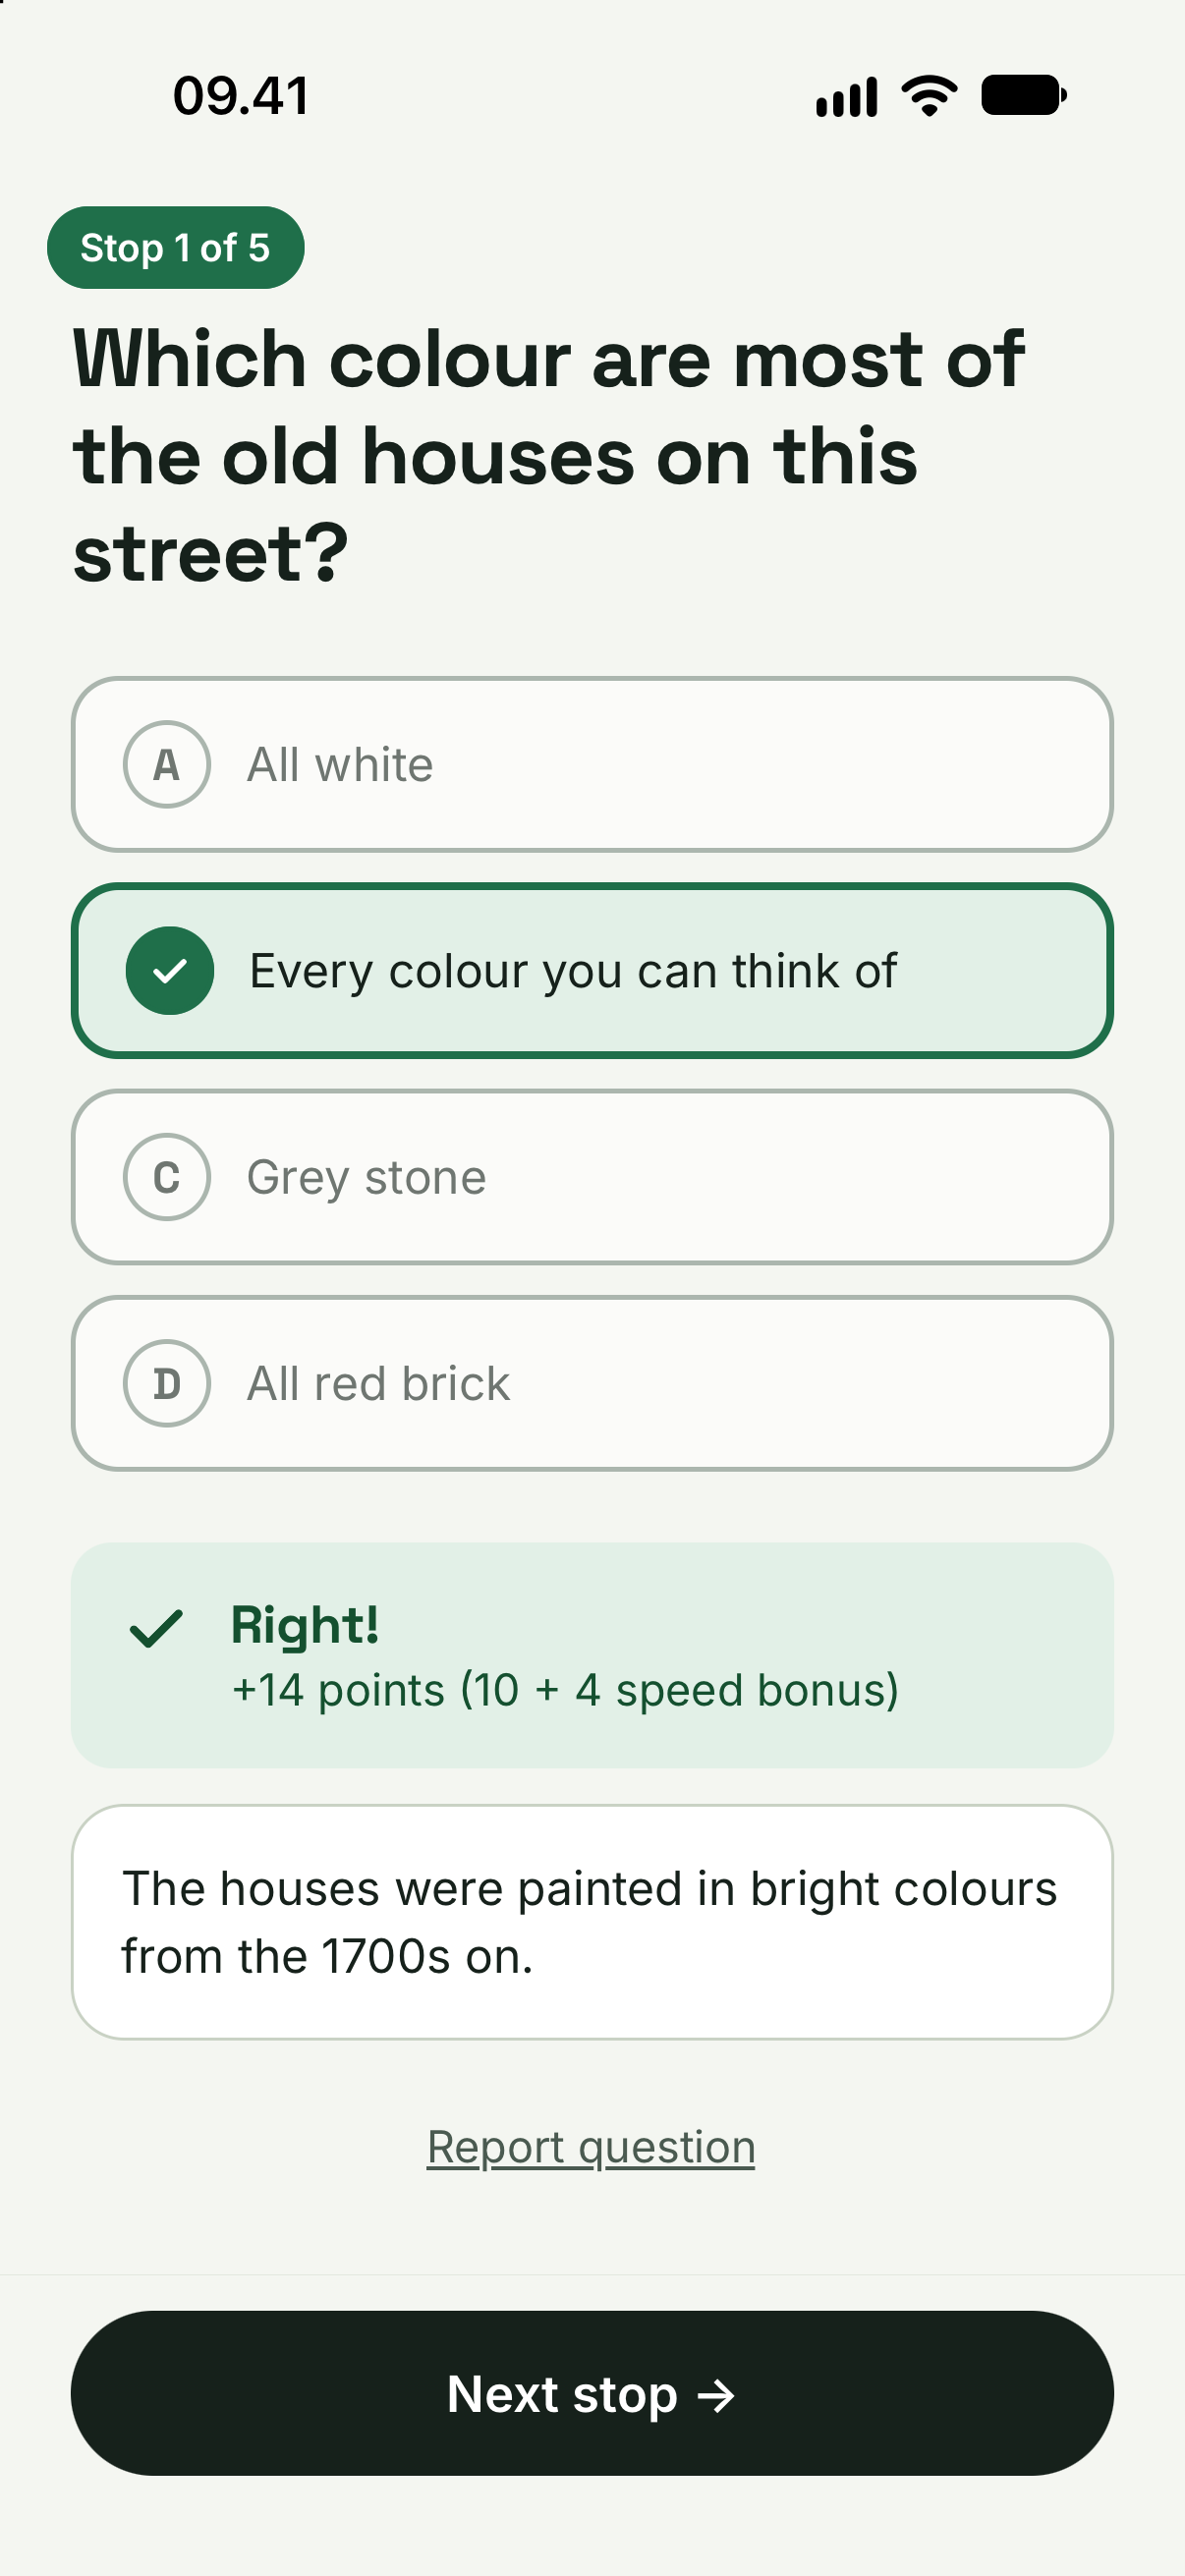 09.41
Stop 1 of 5
Which colour are most of
the old houses on this
street?
A All white
Every colour you can think of
C Grey stone
D All red brick
Right!
+14 points (10 + 4 speed bonus)
The houses were painted in bright colours
from the 1700s on.
Report question
Next stop →